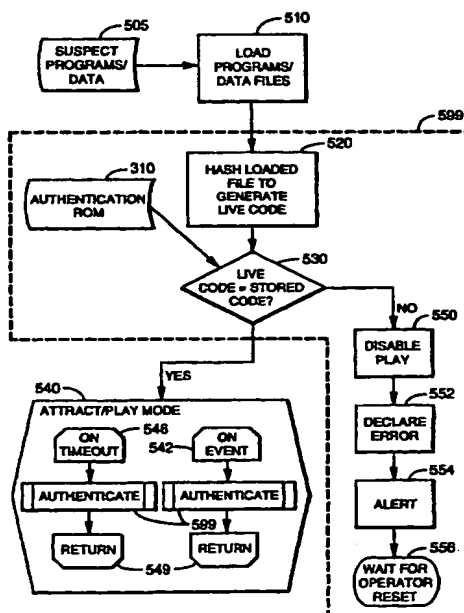 505
SUSPECT
PROGRAMS/
DATA
510
LOAD
PROGRAMS/
DATA FILES
599
520
HASH LOADED
FILE TO
GENERATE
LIVE CODE
310
AUTHENTICATION
ROM
530
LIVE
CODE = STORED
CODE?
NO
550
DISABLE
PLAY
552
DECLARE
ERROR
554
ALERT
556
WAIT FOR
OPERATOR
RESET
YES
540
ATTRACT/PLAY MODE
546
ON
TIMEOUT
542
ON
EVENT
AUTHENTICATE
AUTHENTICATE
599
RETURN
549
RETURN